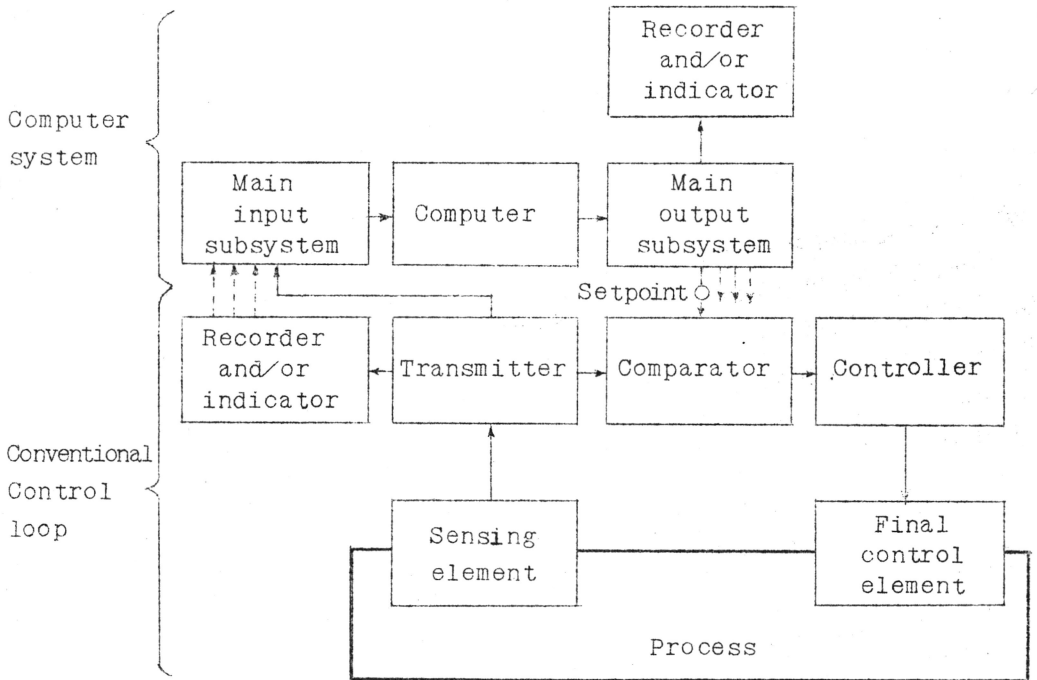 Recorder
and/or
indicator
Computer
system
Main
input
subsystem
Computer
Main
output
subsystem
Setpoint
Recorder
and/or
indicator
Transmitter
Comparator
Controller
Conventional
Control
loop
Sensing
element
Final
control
element
Process